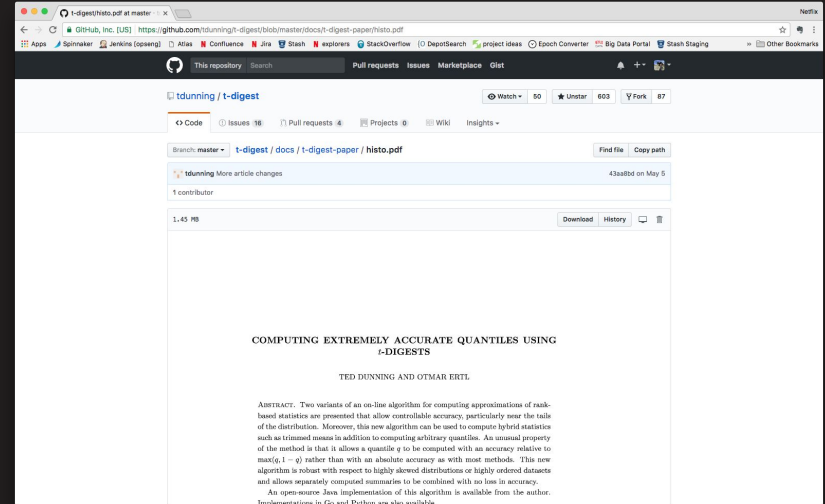 t-digest/histo.pdf at master
Netflix
GitHub, Inc. [US] https://github.com/tdunning/t-digest/blob/master/docs/t-digest-paper/histo.pdf
Apps Spinnaker Jenkins [opseng] Atlas Confluence Jira Stash explorers StackOverflow DepotSearch project ideas Epoch Converter Big Data Portal Stash Staging » Other Bookmarks
This repository Search Pull requests Issues Marketplace Gist
tdunning / t-digest Watch 50 Unstar 603 Fork 87
Code Issues 16 Pull requests 4 Projects 0 Wiki Insights
Branch: master t-digest / docs / t-digest-paper / histo.pdf Find file Copy path
tdunning More article changes 43aa8bd on May 5
1 contributor
1.45 MB Download History
COMPUTING EXTREMELY ACCURATE QUANTILES USING
t-DIGESTS
TED DUNNING AND OTMAR ERTL
Abstract. Two variants of an on-line algorithm for computing approximations of rank-
based statistics are presented that allow controllable accuracy, particularly near the tails
of the distribution. Moreover, this new algorithm can be used to compute hybrid statistics
such as trimmed means in addition to computing arbitrary quantiles. An unusual property
of the method is that it allows a quantile q to be computed with an accuracy relative to
max(q, 1 − q) rather than with an absolute accuracy as with most methods. This new
algorithm is robust with respect to highly skewed distributions or highly ordered datasets
and allows separately computed summaries to be combined with no loss in accuracy.
An open-source Java implementation of this algorithm is available from the author.
Implementations in Go and Python are also available.